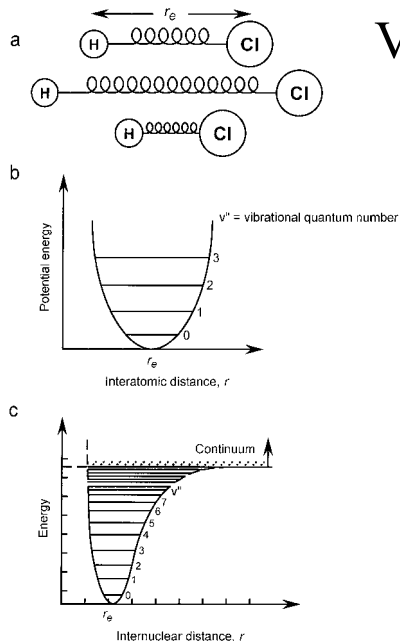 r_e
V
a
H Cl
H Cl
H Cl
b
v" = vibrational quantum number
Potential energy
3
2
1
0
r_e
Interatomic distance, r
c
Continuum
Energy
v"
7
6
5
4
3
2
1
0
r_e
Internuclear distance, r